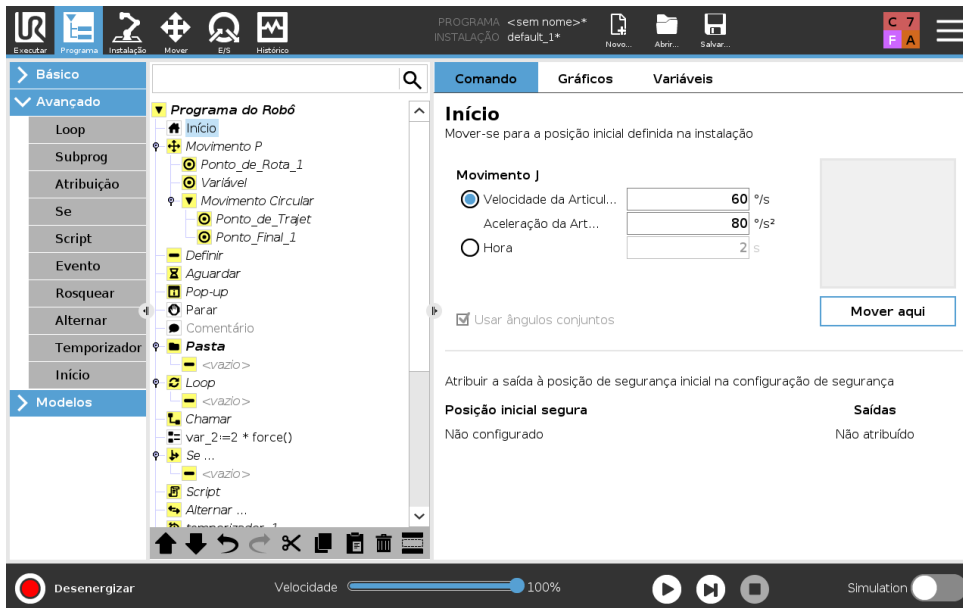 UR
PROGRAMA <sem nome>*
INSTALAÇÃO default_1*
C 7
F A
Executar Programa Instalação Mover E/S Histórico Novo... Abrir... Salvar...
Básico
Avançado
Loop
Subprog
Atribuição
Se
Script
Evento
Rosquear
Alternar
Temporizador
Início
Modelos
Programa do Robô
Início
Movimento P
Ponto_de_Rota_1
Variável
Movimento Circular
Ponto_de_Trajet
Ponto_Final_1
Definir
Aguardar
Pop-up
Parar
Comentário
Pasta
<vazio>
Loop
<vazio>
Chamar
var_2:=2 * force()
Se ...
<vazio>
Script
Alternar ...
temporizador_1
Comando Gráficos Variáveis
Início
Mover-se para a posição inicial definida na instalação
Movimento J
Velocidade da Articul... 60 °/s
Aceleração da Art... 80 °/s²
Hora 2 s
Mover aqui
Usar ângulos conjuntos
Atribuir a saída à posição de segurança inicial na configuração de segurança
Posição inicial segura Saídas
Não configurado Não atribuído
Desenergizar Velocidade 100% Simulation